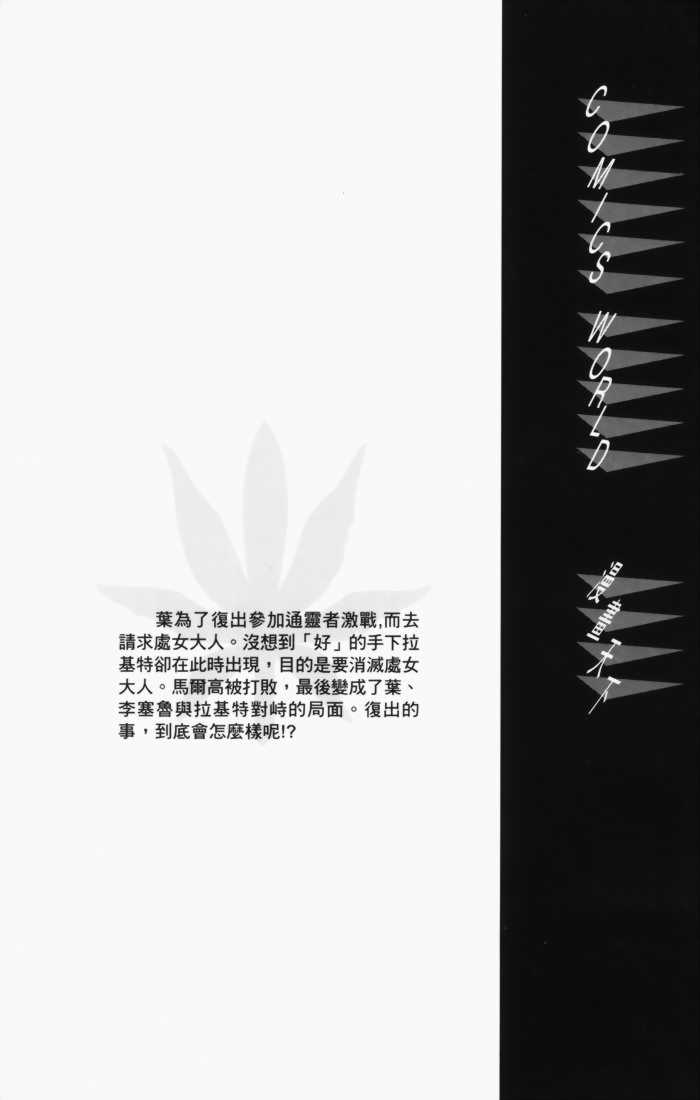 葉為了復出參加通靈者激戰,而去
請求處女大人。沒想到「好」的手下拉
基特卻在此時出現，目的是要消滅處女
大人。馬爾高被打敗，最後變成了葉、
李塞魯與拉基特對峙的局面。復出的
事，到底會怎麼樣呢!?
COMICS WORLD
漫畫天下